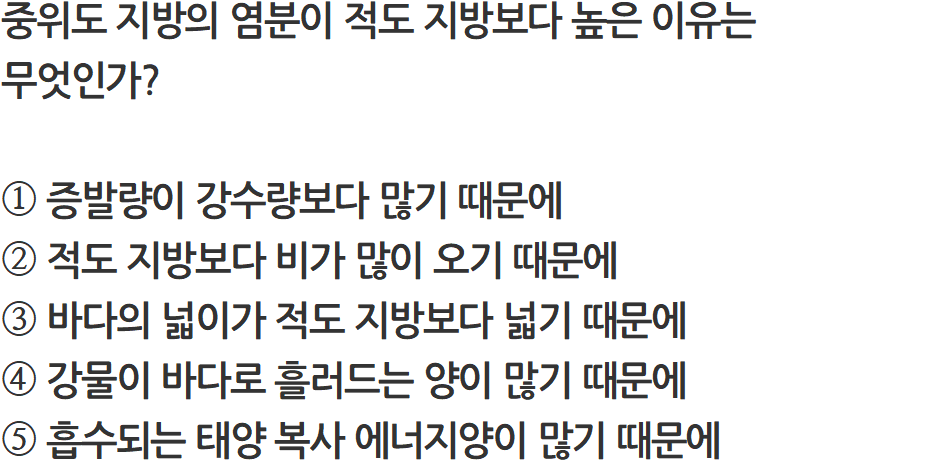 중위도 지방의 염분이 적도 지방보다 높은 이유는
무엇인가?
① 증발량이 강수량보다 많기 때문에
② 적도 지방보다 비가 많이 오기 때문에
③ 바다의 넓이가 적도 지방보다 넓기 때문에
④ 강물이 바다로 흘러드는 양이 많기 때문에
⑤ 흡수되는 태양 복사 에너지양이 많기 때문에